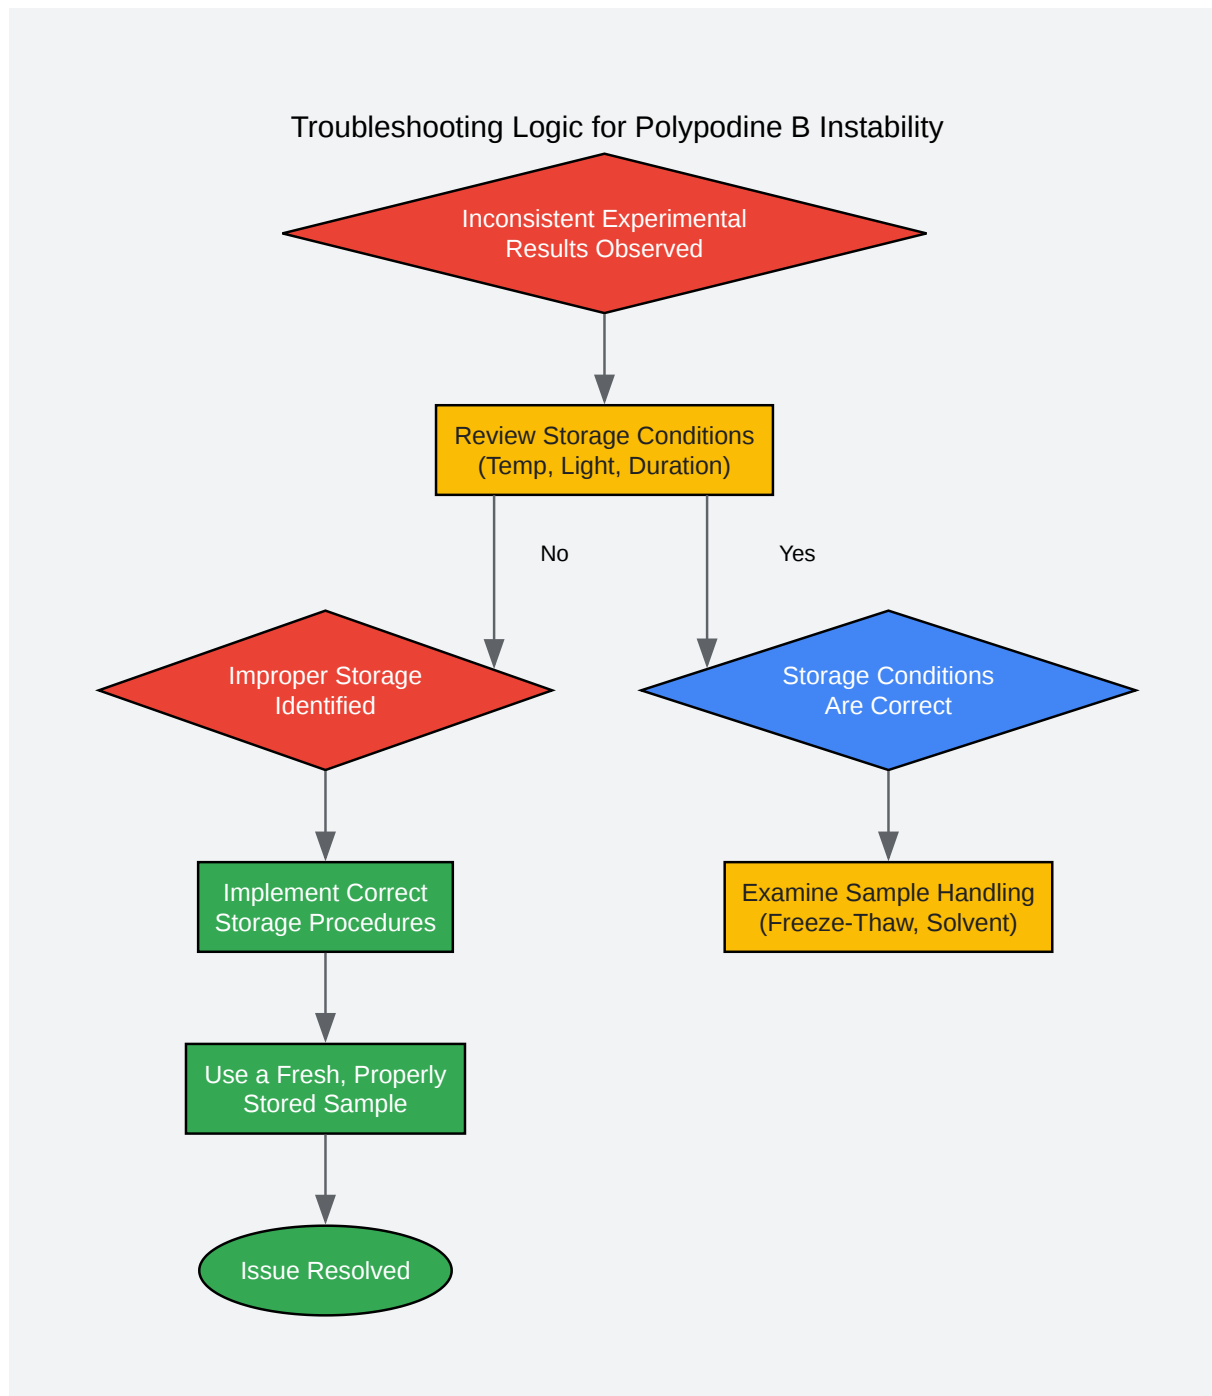 Troubleshooting Logic for Polypodine B Instability
Inconsistent Experimental
Results Observed
Review Storage Conditions
(Temp, Light, Duration)
No
Yes
Improper Storage
Identified
Storage Conditions
Are Correct
Implement Correct
Storage Procedures
Examine Sample Handling
(Freeze-Thaw, Solvent)
Use a Fresh, Properly
Stored Sample
Issue Resolved